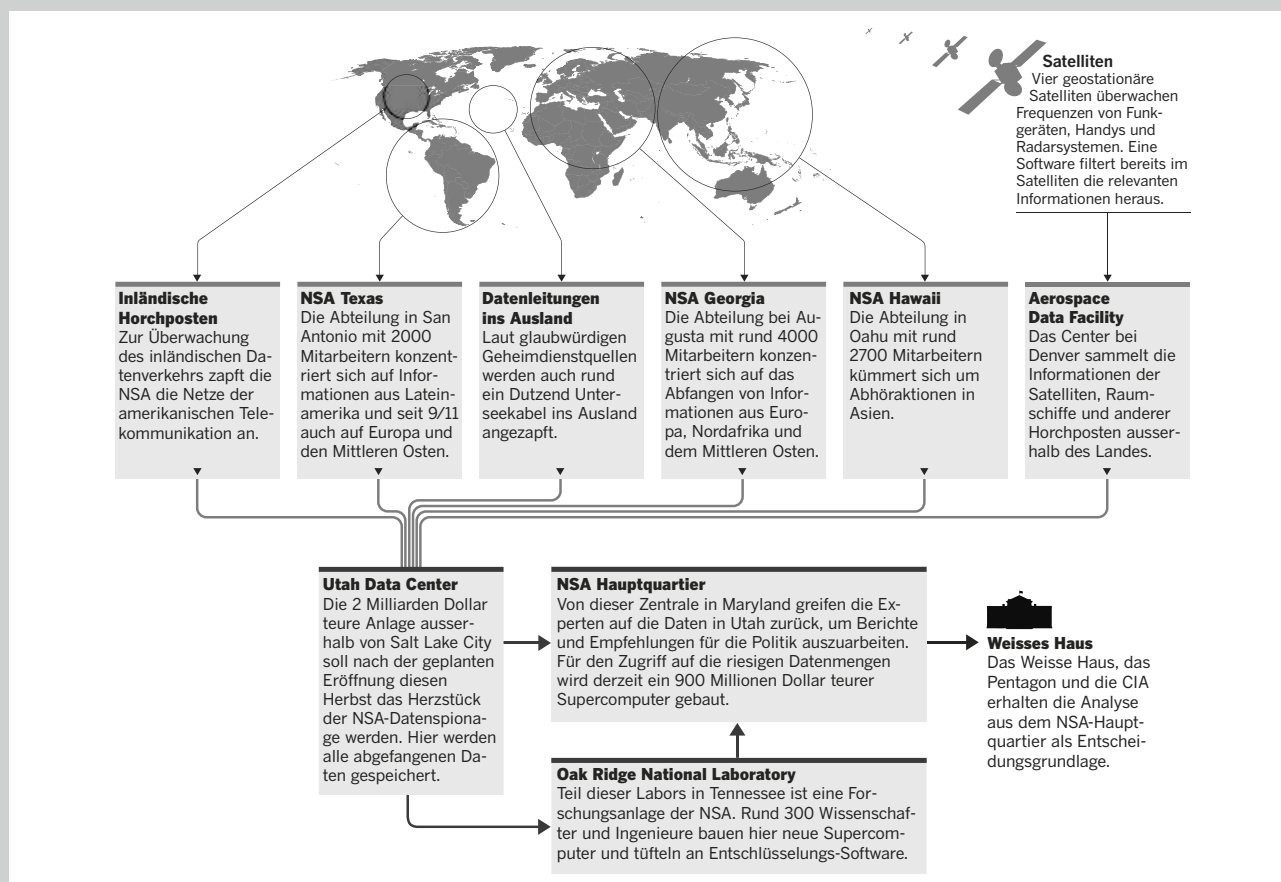 Satelliten
Vier geostationäre
Satelliten überwachen
Frequenzen von Funk-
geräten, Handys und
Radarsystemen. Eine
Software filtert bereits im
Satelliten die relevanten
Informationen heraus.
Inländische
Horchposten
Zur Überwachung
des inländischen Da-
tenverkehrs zapft die
NSA die Netze der
amerikanischen Tele-
kommunikation an.
NSA Texas
Die Abteilung in San
Antonio mit 2000
Mitarbeitern konzent-
riert sich auf Infor-
mationen aus Latein-
amerika und seit 9/11
auch auf Europa und
den Mittleren Osten.
Datenleitungen
ins Ausland
Laut glaubwürdigen
Geheimdienstquellen
werden auch rund
ein Dutzend Unter-
seekabel ins Ausland
angezapft.
NSA Georgia
Die Abteilung bei Au-
gusta mit rund 4000
Mitarbeitern konzen-
triert sich auf das
Abfangen von Infor-
mationen aus Euro-
pa, Nordafrika und
dem Mittleren Osten.
NSA Hawaii
Die Abteilung in
Oahu mit rund
2700 Mitarbeitern
kümmert sich um
Abhöraktionen in
Asien.
Aerospace
Data Facility
Das Center bei
Denver sammelt die
Informationen der
Satelliten, Raum-
schiffe und anderer
Horchposten ausser-
halb des Landes.
Utah Data Center
Die 2 Milliarden Dollar
teure Anlage ausser-
halb von Salt Lake City
soll nach der geplanten
Eröffnung diesen
Herbst das Herzstück
der NSA-Datenspiona-
ge werden. Hier werden
alle abgefangenen Da-
ten gespeichert.
NSA Hauptquartier
Von dieser Zentrale in Maryland greifen die Ex-
perten auf die Daten in Utah zurück, um Berichte
und Empfehlungen für die Politik auszuarbeiten.
Für den Zugriff auf die riesigen Datenmengen
wird derzeit ein 900 Millionen Dollar teurer
Supercomputer gebaut.
Oak Ridge National Laboratory
Teil dieser Labors in Tennessee ist eine For-
schungsanlage der NSA. Rund 300 Wissenschaf-
ter und Ingenieure bauen hier neue Supercom-
puter und tüfteln an Entschlüsselungs-Software.
Weisses Haus
Das Weisse Haus, das
Pentagon und die CIA
erhalten die Analyse
aus dem NSA-Haupt-
quartier als Entschei-
dungsgrundlage.